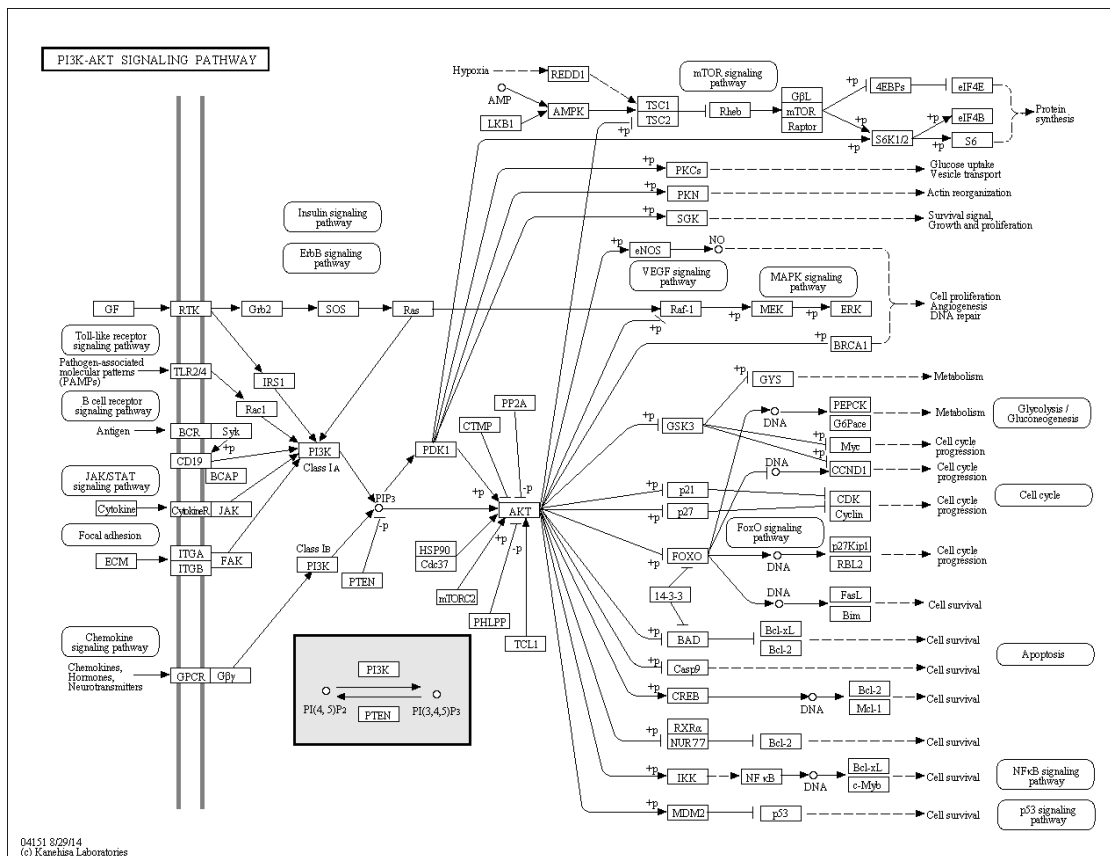 PI3K-AKT SIGNALING PATHWAY
Hypoxia
REDD1
AMP
AMPK
LKB1
TSC1
TSC2
+p
Rheb
mTOR signaling
pathway
GβL
mTOR
Raptor
+p
4EBPs
eIF4E
+p
+p
S6K1/2
+p
+p
eIF4B
S6
Protein
synthesis
+p
PKCs
Glucose uptake
Vesicle transport
+p
PKN
Actin reorganization
+p
SGK
Survival signal,
Growth and proliferation
Insulin signaling
pathway
ErbB signaling
pathway
+p
eNOS
NO
VEGF signaling
pathway
MAPK signaling
pathway
GF
RTK
Grb2
SOS
Ras
Raf-1
+p
+p
MEK
+p
ERK
Cell proliferation
Angiogenesis
DNA repair
+p
BRCA1
Toll-like receptor
signaling pathway
Pathogen-associated
molecular patterns
(PAMPs)
TLR2/4
IRS1
Rac1
B cell receptor
signaling pathway
Antigen
BCR
Syk
+p
CD19
BCAP
PI3K
Class IA
PDK1
CTMP
PP2A
+p
GSK3
+p
GYS
Metabolism
DNA
PEPCK
G6Pace
Metabolism
Glycolysis /
Gluconeogenesis
+p
Myc
Cell cycle
progression
+p
DNA
CCND1
Cell cycle
progression
JAK/STAT
signaling pathway
Cytokine
CytokineR
JAK
PIP3
-p
+p
-p
AKT
+p
p21
+p
p27
CDK
Cyclin
Cell cycle
progression
Cell cycle
Focal adhesion
ECM
ITGA
ITGB
FAK
Class IB
PI3K
PTEN
HSP90
Cdc37
+p
-p
mTORC2
PHLPP
TCL1
+p
FOXO
FoxO signaling
pathway
DNA
p27Kip1
RBL2
Cell cycle
progression
14-3-3
DNA
FasL
Bim
Cell survival
+p
BAD
Bcl-xL
Bcl-2
Cell survival
Apoptosis
+p
Casp9
Cell survival
Chemokine
signaling pathway
Chemokines,
Hormones,
Neurotransmitters
GPCR
Gβγ
PI3K
PI(4,5)P2
PI(3,4,5)P3
PTEN
+p
CREB
DNA
Bcl-2
Mcl-1
Cell survival
+p
RXRα
NUR77
Bcl-2
Cell survival
+p
IKK
NFκB
DNA
Bcl-xL
c-Myb
Cell survival
NFκB signaling
pathway
+p
MDM2
p53
Cell survival
p53 signaling
pathway
04151 8/29/14
(c) Kanehisa Laboratories